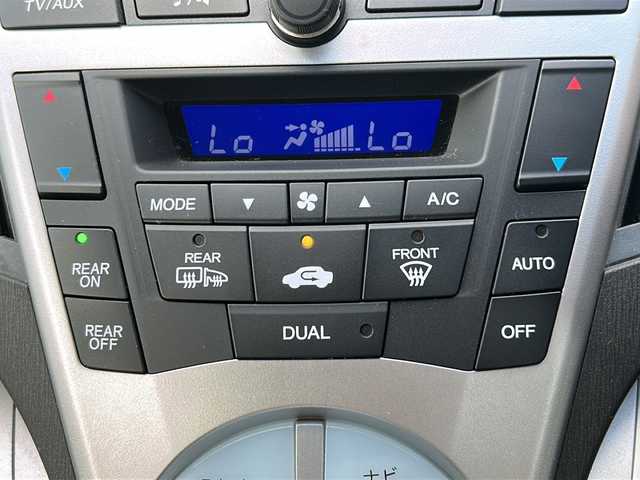 TV/AUX
Lo Lo
MODE A/C
REAR
FRONT
REAR
ON
AUTO
REAR
OFF
DUAL
OFF
ナビ